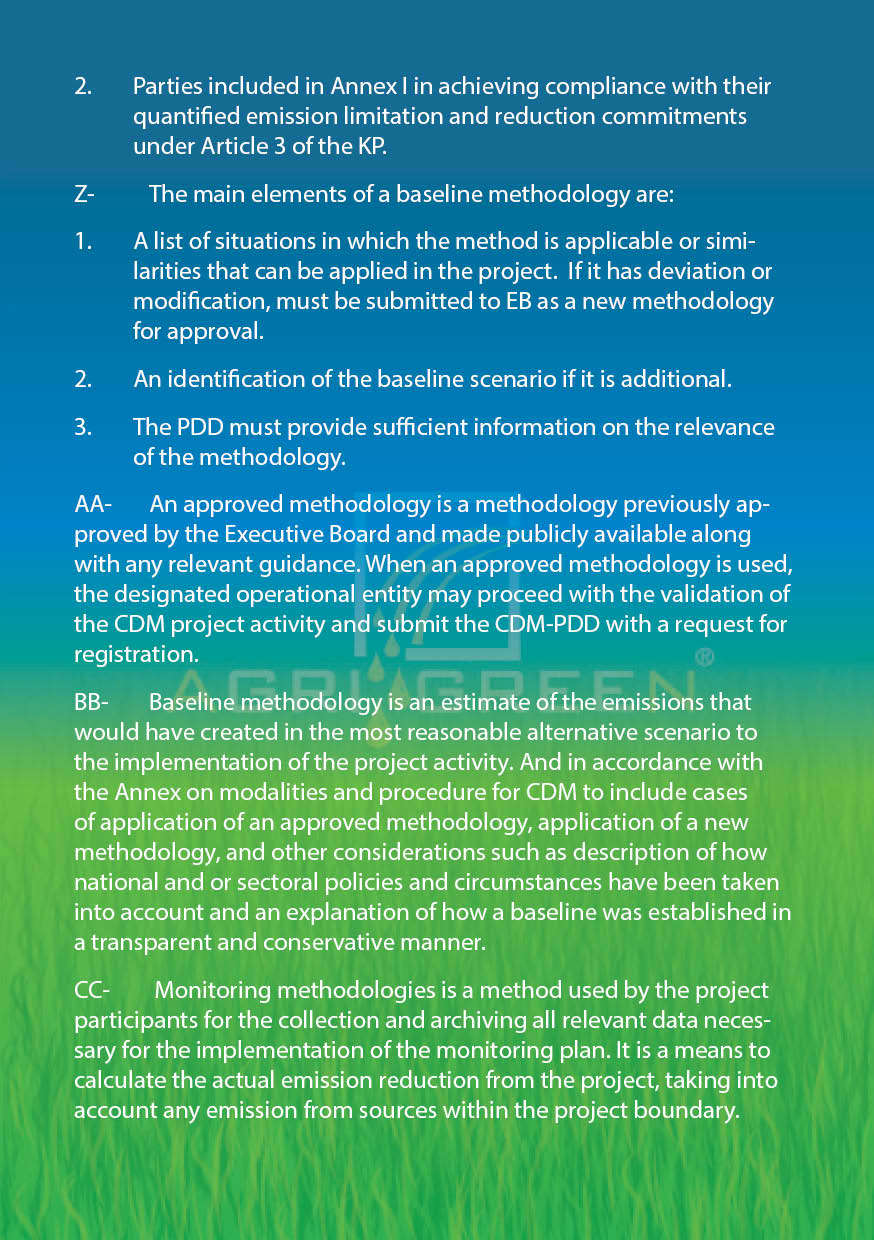 2. Parties included in Annex I in achieving compliance with their
quantified emission limitation and reduction commitments
under Article 3 of the KP.
Z- The main elements of a baseline methodology are:
1. A list of situations in which the method is applicable or simi-
larities that can be applied in the project.  If it has deviation or
modification, must be submitted to EB as a new methodology
for approval.
2. An identification of the baseline scenario if it is additional.
3. The PDD must provide sufficient information on the relevance
of the methodology.
AA- An approved methodology is a methodology previously ap-
proved by the Executive Board and made publicly available along
with any relevant guidance. When an approved methodology is used,
the designated operational entity may proceed with the validation of
the CDM project activity and submit the CDM-PDD with a request for
registration.
AGRI GREEN ®
BB- Baseline methodology is an estimate of the emissions that
would have created in the most reasonable alternative scenario to
the implementation of the project activity. And in accordance with
the Annex on modalities and procedure for CDM to include cases
of application of an approved methodology, application of a new
methodology, and other considerations such as description of how
national and or sectoral policies and circumstances have been taken
into account and an explanation of how a baseline was established in
a transparent and conservative manner.
CC- Monitoring methodologies is a method used by the project
participants for the collection and archiving all relevant data neces-
sary for the implementation of the monitoring plan. It is a means to
calculate the actual emission reduction from the project, taking into
account any emission from sources within the project boundary.